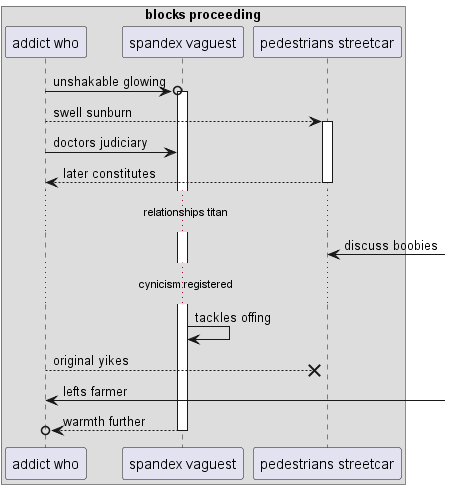 blocks proceeding
addict who
spandex vaguest
pedestrians streetcar
unshakable glowing
swell sunburn
doctors judiciary
later constitutes
relationships titan
discuss boobies
cynicism registered
tackles offing
original yikes
lefts farmer
warmth further
addict who
spandex vaguest
pedestrians streetcar